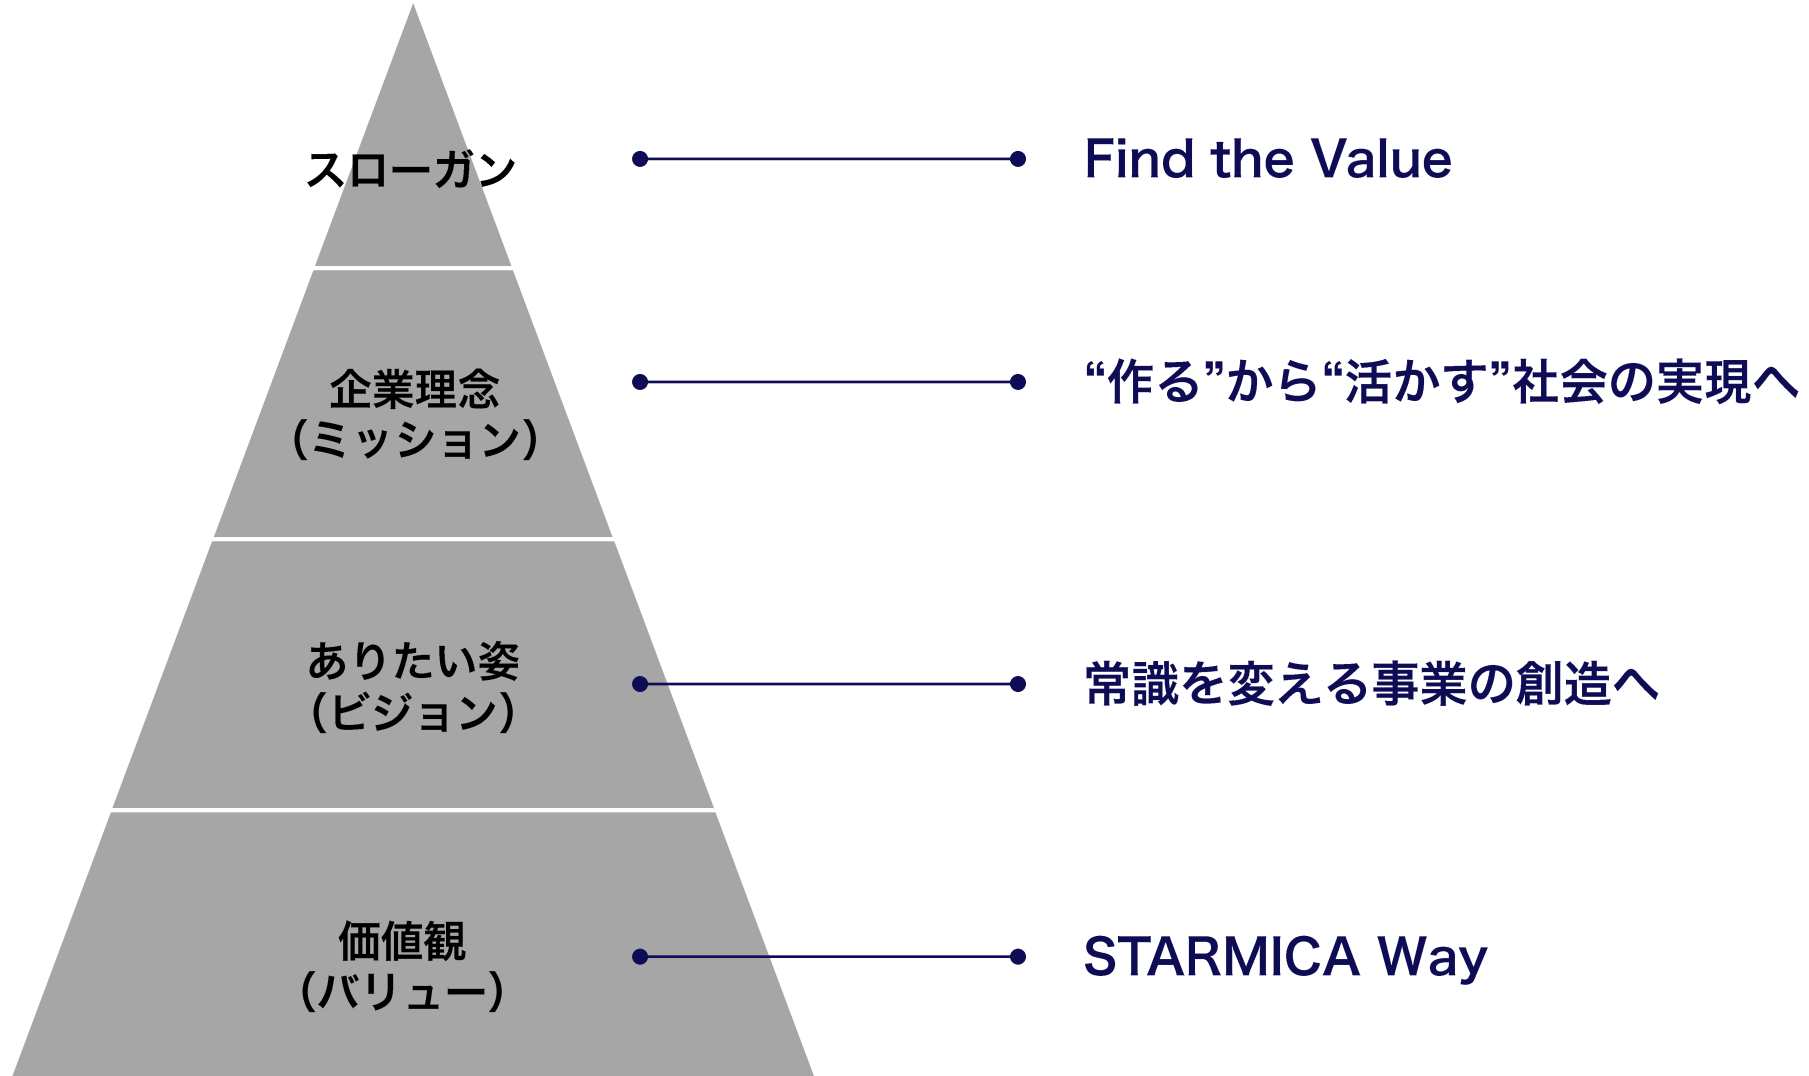 スローガン
Find the Value
企業理念
（ミッション）
“作る”から“活かす”社会の実現へ
ありたい姿
（ビジョン）
常識を変える事業の創造へ
価値観
（バリュー）
STARMICA Way